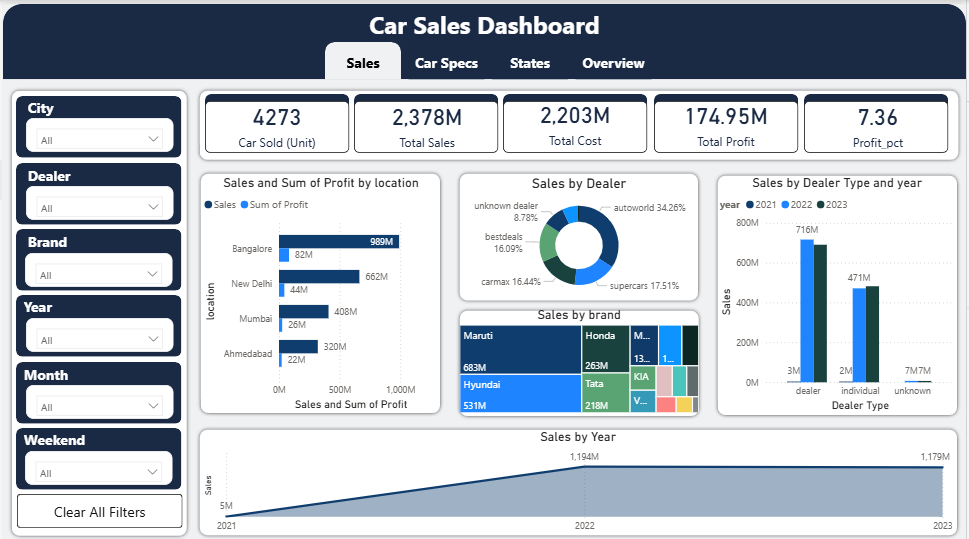 Car Sales Dashboard
Sales Car Specs States Overview
City
All
Dealer
All
Brand
All
Year
All
Month
All
Weekend
All
Clear All Filters
4273
Car Sold (Unit)
2,378M
Total Sales
2,203M
Total Cost
174.95M
Total Profit
7.36
Profit_pct
Sales and Sum of Profit by location
Sales Sum of Profit
location
Bangalore 989M
82M
New Delhi 662M
44M
Mumbai 408M
26M
Ahmedabad 320M
22M
0M 500M 1,000M
Sales and Sum of Profit
Sales by Dealer
unknown dealer
8.78%
autoworld 34.26%
bestdeals
16.09%
carmax 16.44%
supercars 17.51%
Sales by brand
Maruti
683M
Hyundai
531M
Honda
263M
Tata
218M
M...
13...
1...
KIA
V...
Sales by Dealer Type and year
year 2021 2022 2023
Sales
800M
600M
400M
200M
0M
716M
471M
3M
2M
7M7M
dealer individual unknown
Dealer Type
Sales by Year
Sales
5M
1,194M
1,179M
2021 2022 2023